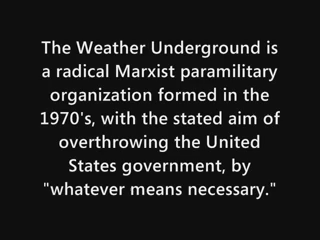 The Weather Underground is
a radical Marxist paramilitary
organization formed in the
1970's, with the stated aim of
overthrowing the United
States government, by
"whatever means necessary."